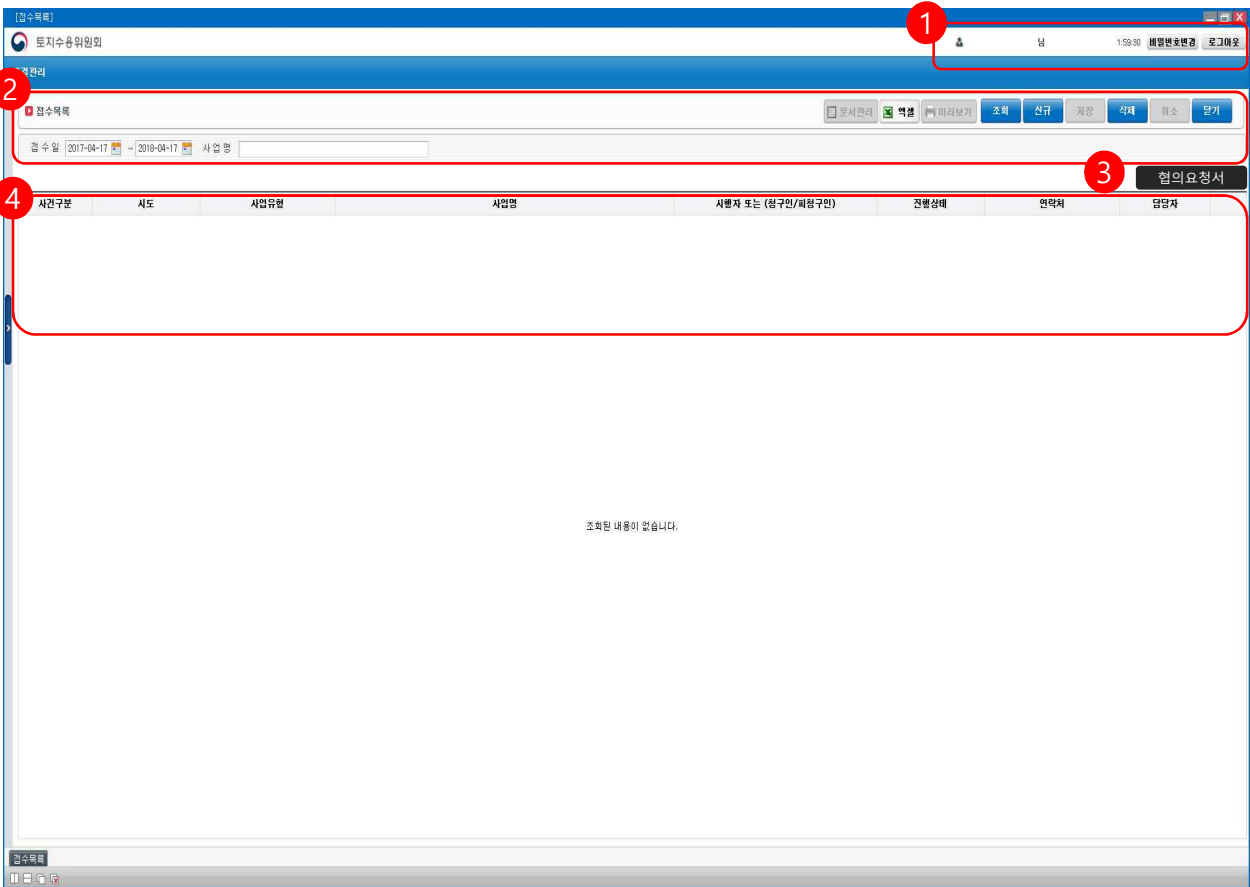 [접수목록]
1
토지수용위원회
님 1:59:30 비밀번호변경 로그아웃
2
접수목록 문서관리 엑셀 미리보기 조회 신규 저장 삭제 취소 닫기
접 수 일 2017-04-17 ~ 2018-04-17 사 업 명
3 협의요청서
4
사건구분 시도 사업유형 사업명 시행자 또는 (청구인/피청구인) 진행상태 연락처 담당자
조회된 내용이 없습니다.
접수목록